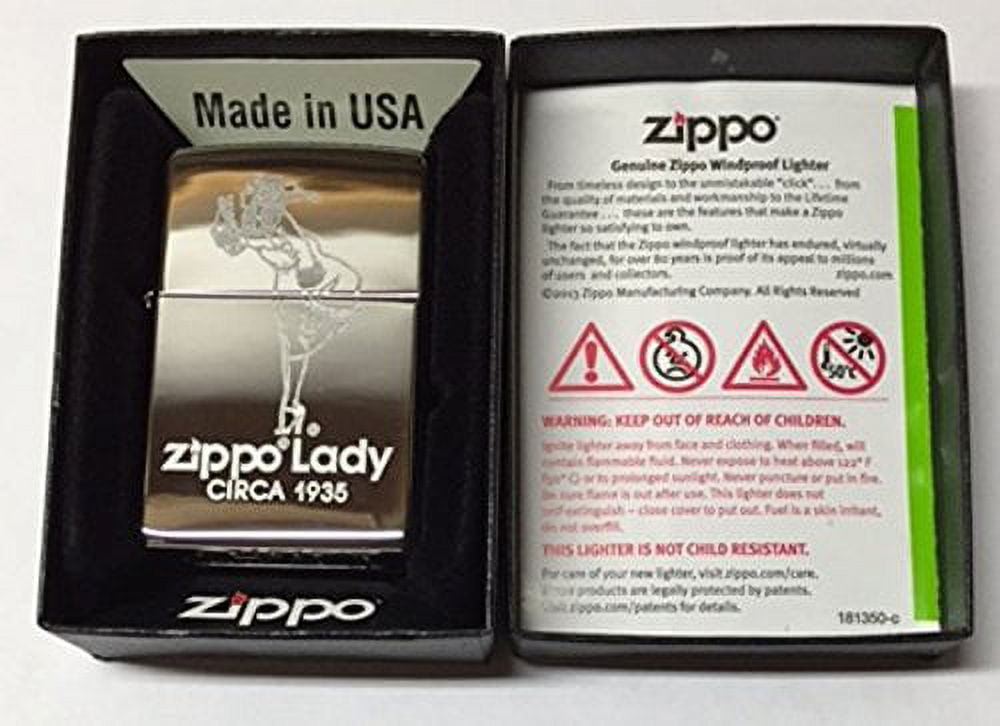 Made in USA
zippo® Lady®
CIRCA 1935
zippo
zippo
Genuine Zippo Windproof Lighter
From timeless design to the unmistakable "click". . . from
the quality of materials and workmanship to the Lifetime
Guarantee . . . these are the features that make a Zippo
lighter so satisfying to own.
The fact that the Zippo windproof lighter has endured, virtually
unchanged, for over 80 years is proof of its appeal to millions
of users and collectors. zippo.com
Zippo Manufacturing Company. All Rights Reserved
50°C
WARNING: KEEP OUT OF REACH OF CHILDREN.
Ignite lighter away from face and clothing. When filled, will
contain flammable fluid. Never expose to heat above 122° F
(50° C) or to prolonged sunlight. Never puncture or put in fire.
Be sure flame is out after use. This lighter does not
self-extinguish – close cover to put out. Fuel is a skin irritant,
do not overfill.
THIS LIGHTER IS NOT CHILD RESISTANT.
For care of your new lighter, visit zippo.com/care.
Zippo products are legally protected by patents.
Visit zippo.com/patents for details.
181350-c